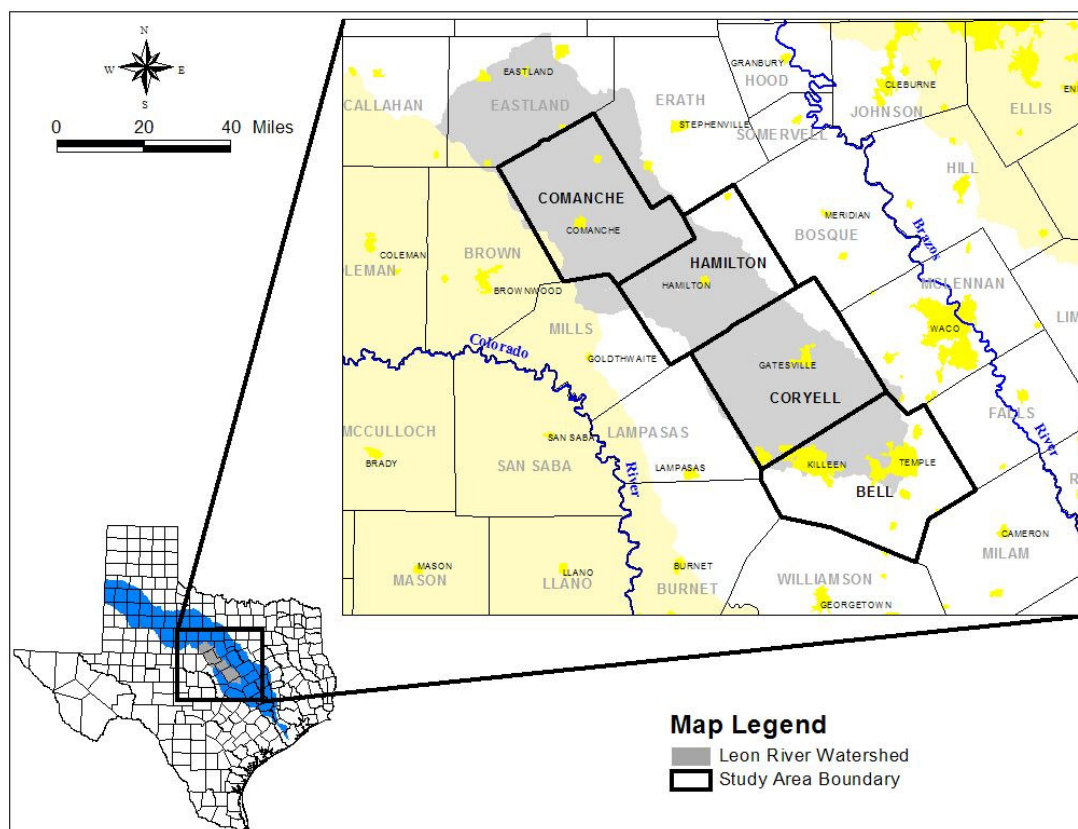 N
W E
S
0 20 40 Miles
GRANBURY
HOOD
CLEBURNE
JOHNSON
EN
ELLIS
EASTLAND
EASTLAND
CALLAHAN
ERATH
STEPHENVILLE
SOMERVELL
HILL
COMANCHE
COMANCHE
MERIDIAN
BOSQUE
Brazos
River
COLEMAN
LEMAN
BROWN
BROWNWOOD
HAMILTON
HAMILTON
MCLENNAN
WACO
LIM
MILLS
GOLDTHWAITE
Colorado
River
GATESVILLE
CORYELL
FALLS
MCCULLOCH
BRADY
SAN SABA
SAN SABA
LAMPASAS
LAMPASAS
KILLEEN
TEMPLE
BELL
R
CAMERON
MILAM
MASON
MASON
LLANO
LLANO
BURNET
BURNET
WILLIAMSON
GEORGETOWN
Map Legend
Leon River Watershed
Study Area Boundary